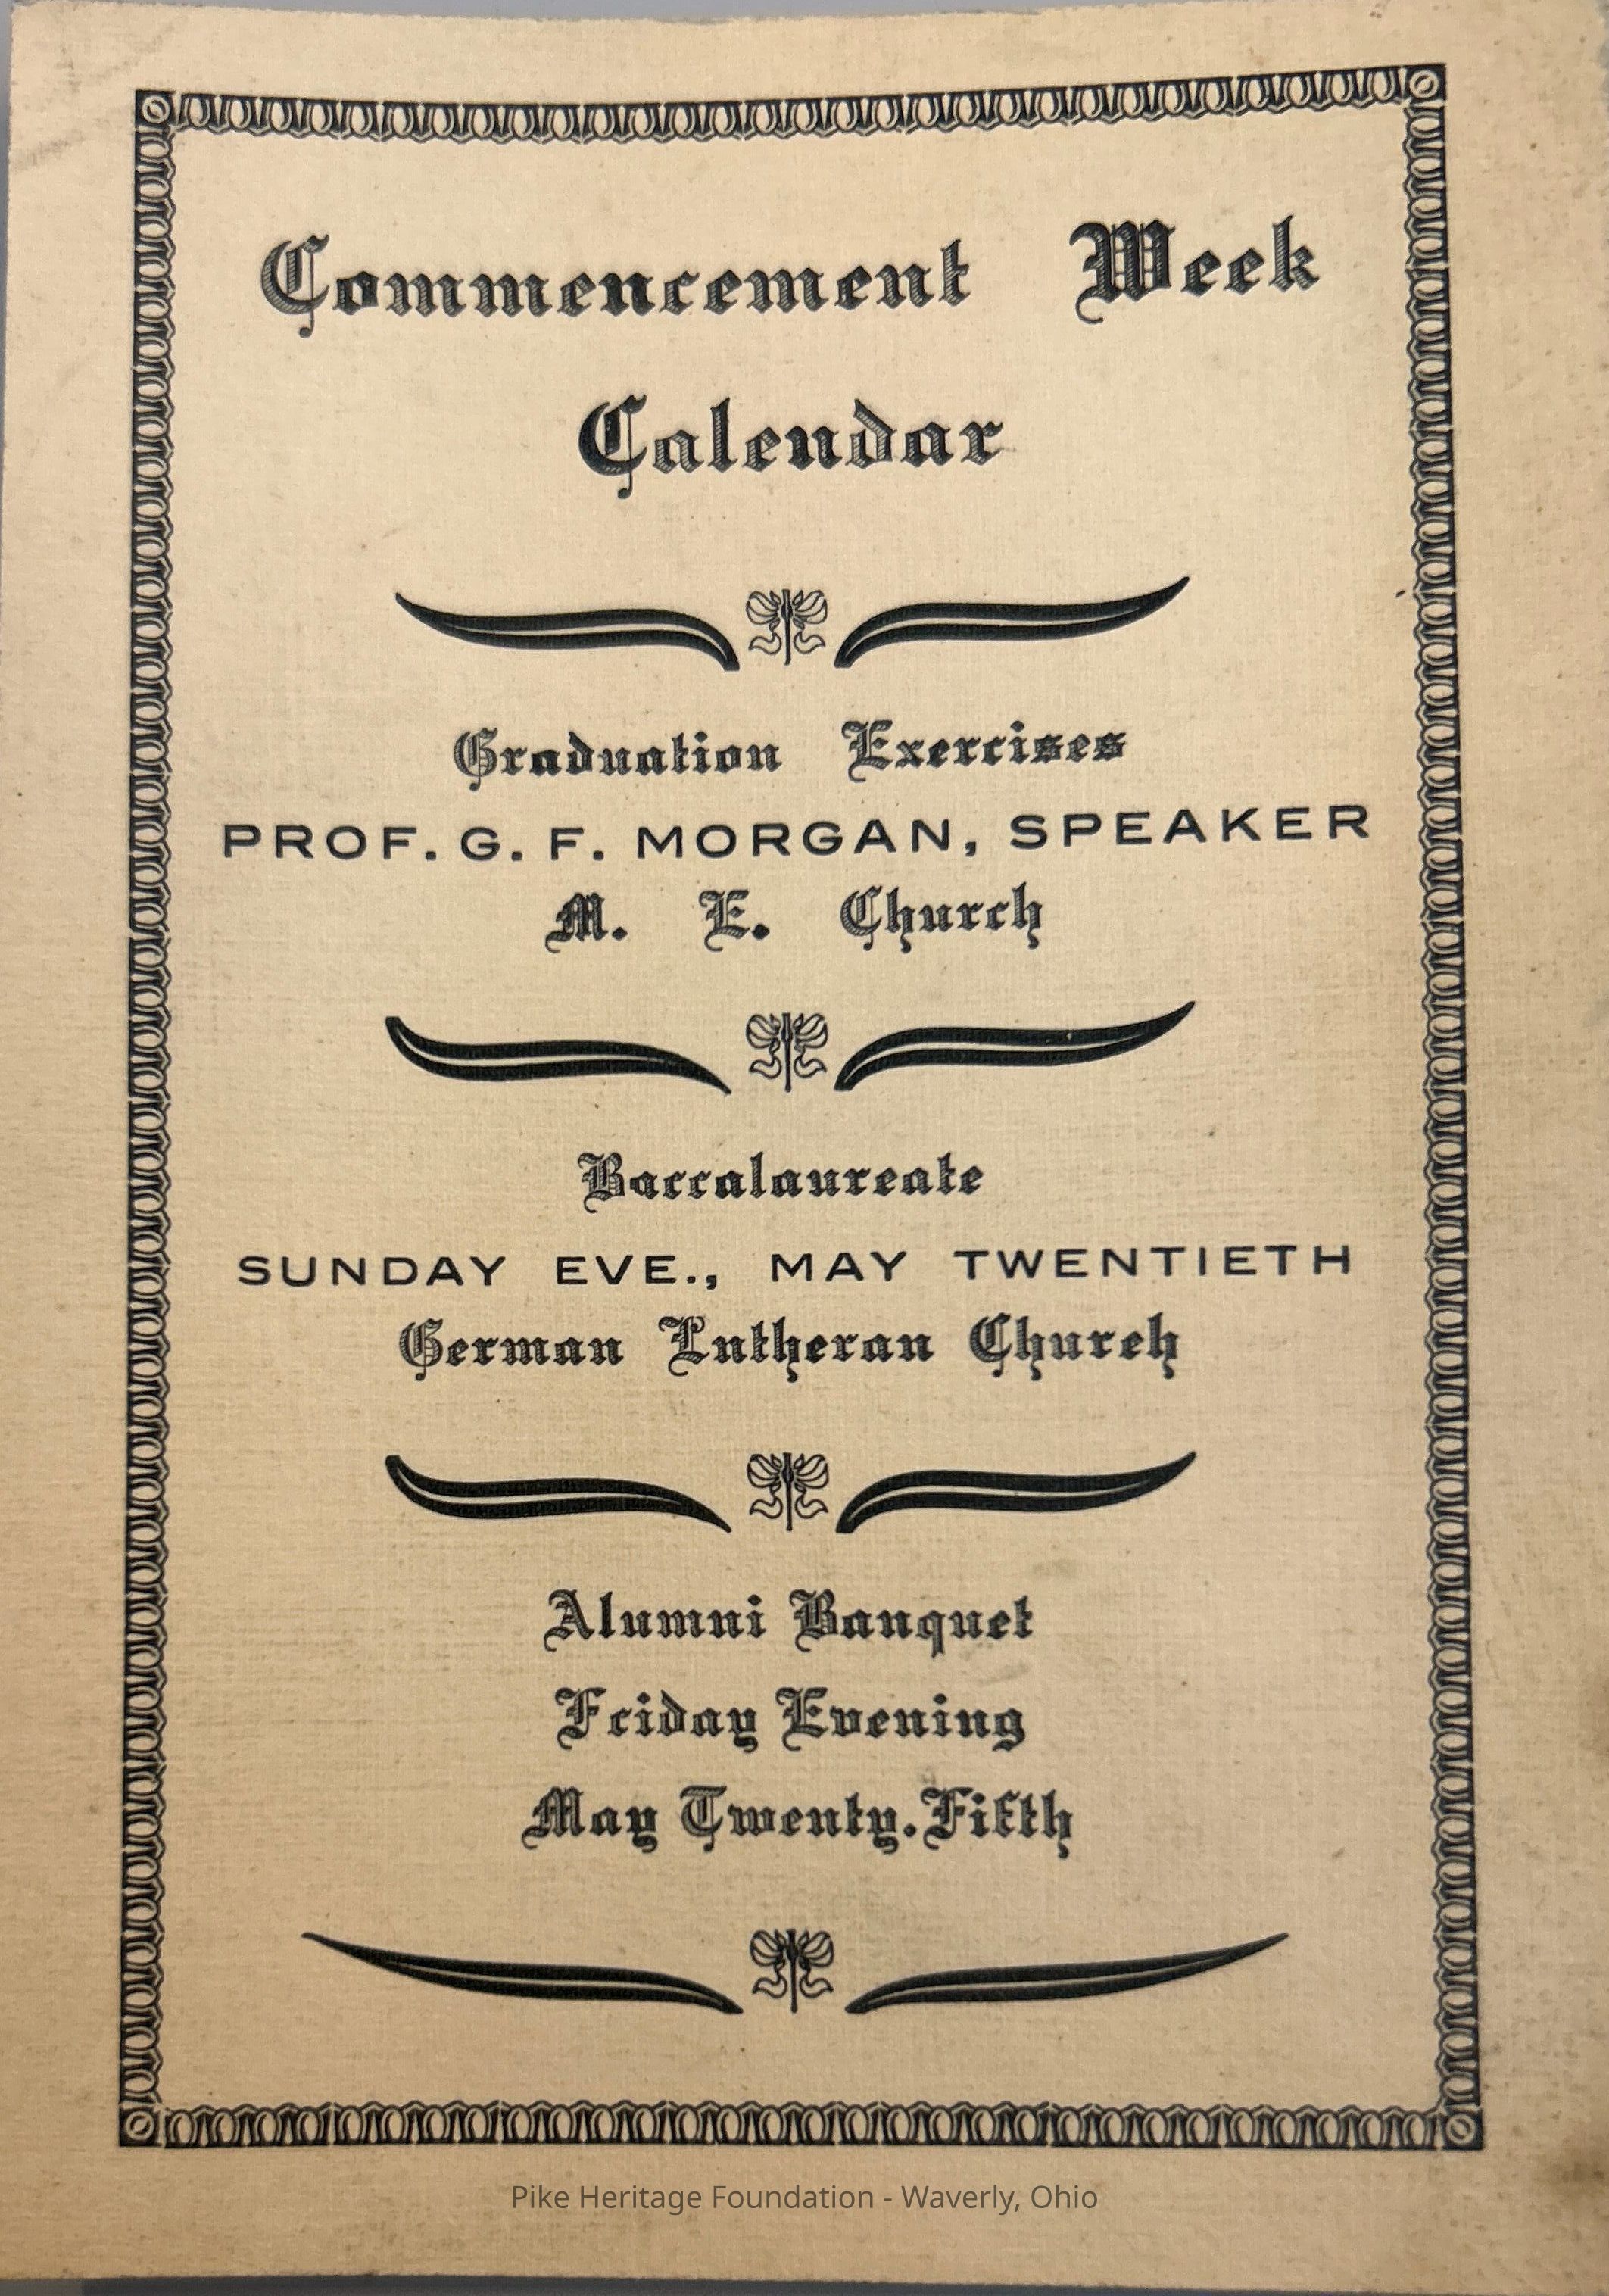 Commencement Week
Calendar
Graduation Exercises
PROF. G. F. MORGAN, SPEAKER
M. E. Church
Baccalaureate
SUNDAY EVE., MAY TWENTIETH
German Lutheran Church
Alumni Banquet
Friday Evening
May Twenty-Fifth
Pike Heritage Foundation - Waverly, Ohio